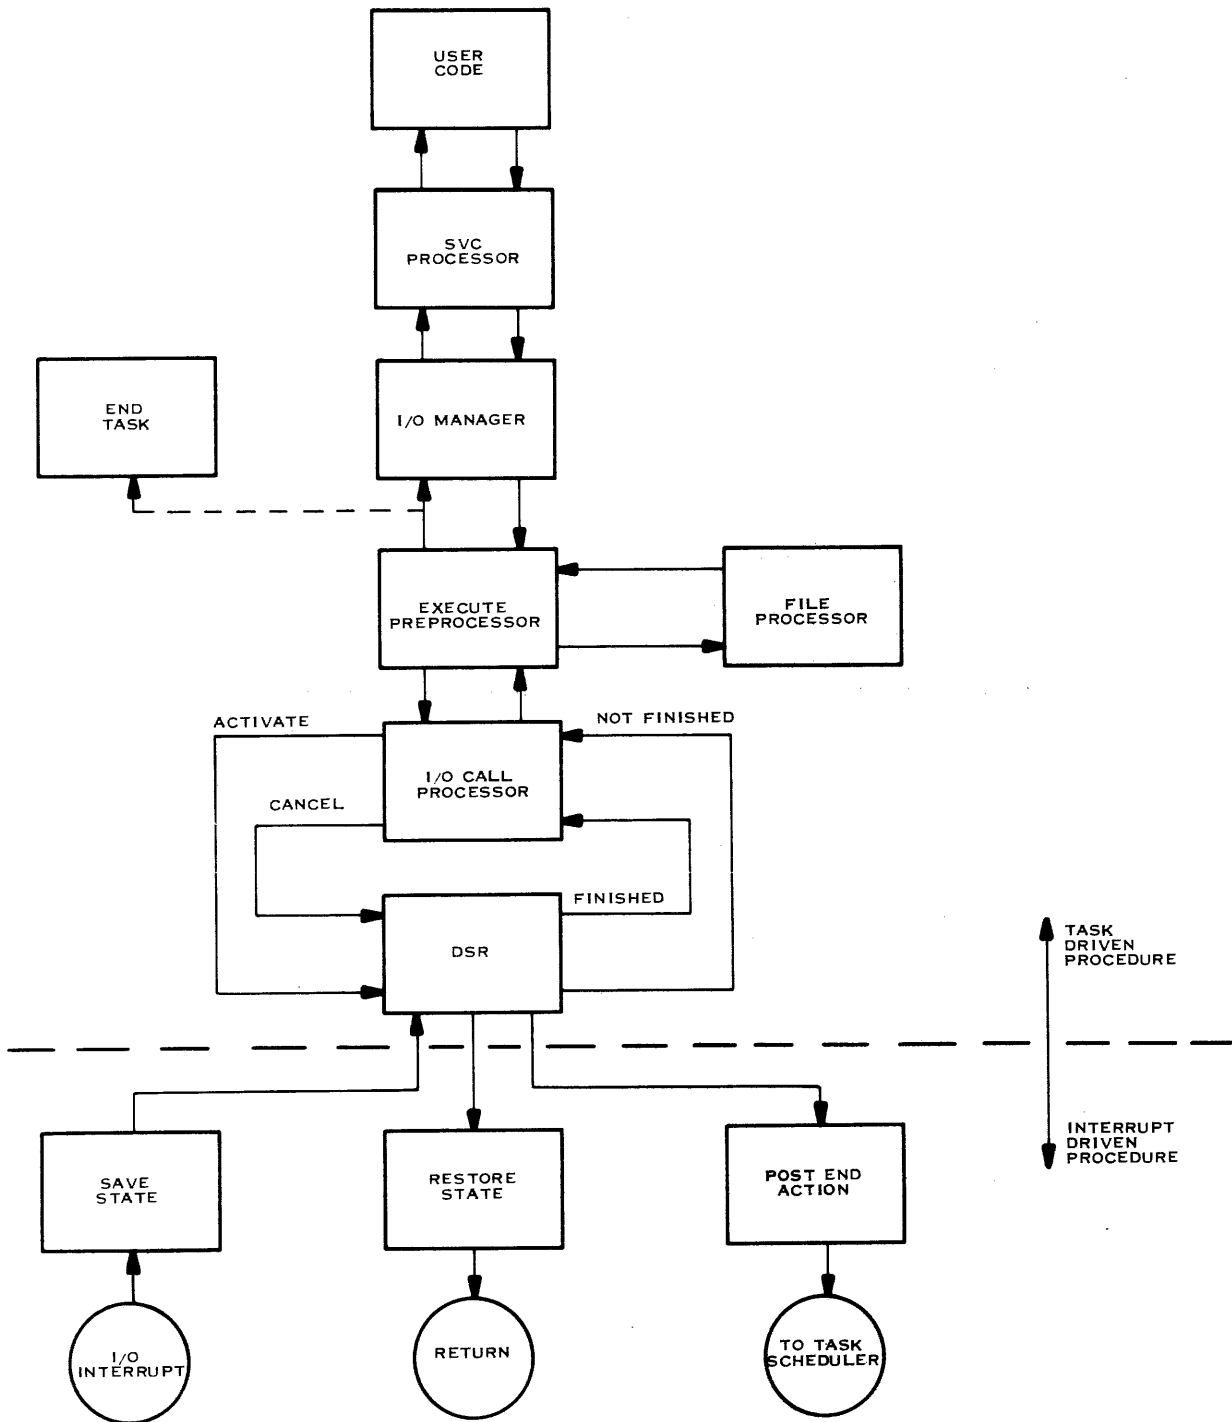 USER
CODE
SVC
PROCESSOR
END
TASK
I/O MANAGER
EXECUTE
PREPROCESSOR
FILE
PROCESSOR
ACTIVATE
NOT FINISHED
I/O CALL
PROCESSOR
CANCEL
FINISHED
DSR
TASK
DRIVEN
PROCEDURE
INTERRUPT
DRIVEN
PROCEDURE
SAVE
STATE
RESTORE
STATE
POST END
ACTION
I/O
INTERRUPT
RETURN
TO TASK
SCHEDULER